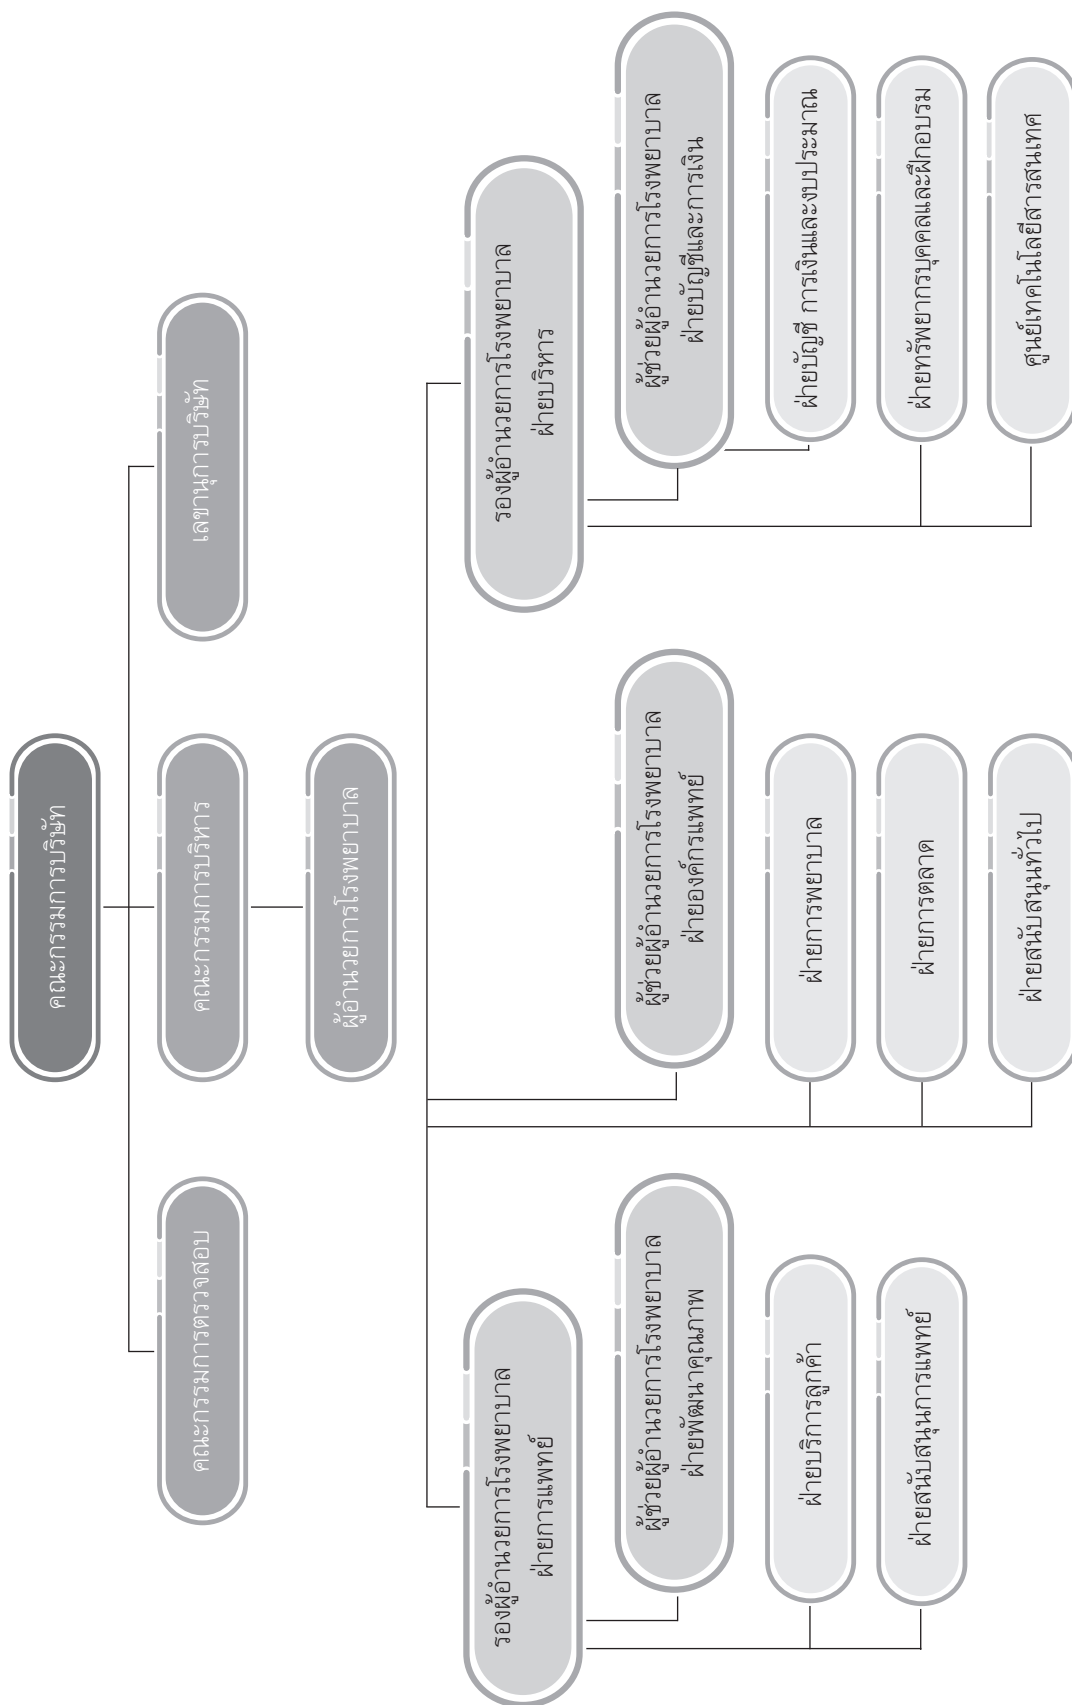 คณะกรรมการบริษัท
คณะกรรมการตรวจสอบ
คณะกรรมการบริหาร
เลขานุการบริษัท
ผู้อำนวยการโรงพยาบาล
รองผู้อำนวยการโรงพยาบาล
ฝ่ายการแพทย์
รองผู้อำนวยการโรงพยาบาล
ฝ่ายบริหาร
ผู้ช่วยผู้อำนวยการโรงพยาบาล
ฝ่ายพัฒนาคุณภาพ
ผู้ช่วยผู้อำนวยการโรงพยาบาล
ฝ่ายองค์กรแพทย์
ผู้ช่วยผู้อำนวยการโรงพยาบาล
ฝ่ายบัญชีและการเงิน
ฝ่ายบริการลูกค้า
ฝ่ายการพยาบาล
ฝ่ายบัญชี การเงินและงบประมาณ
ฝ่ายสนับสนุนการแพทย์
ฝ่ายการตลาด
ฝ่ายทรัพยากรบุคคลและฝึกอบรม
ฝ่ายสนับสนุนทั่วไป
ศูนย์เทคโนโลยีสารสนเทศ